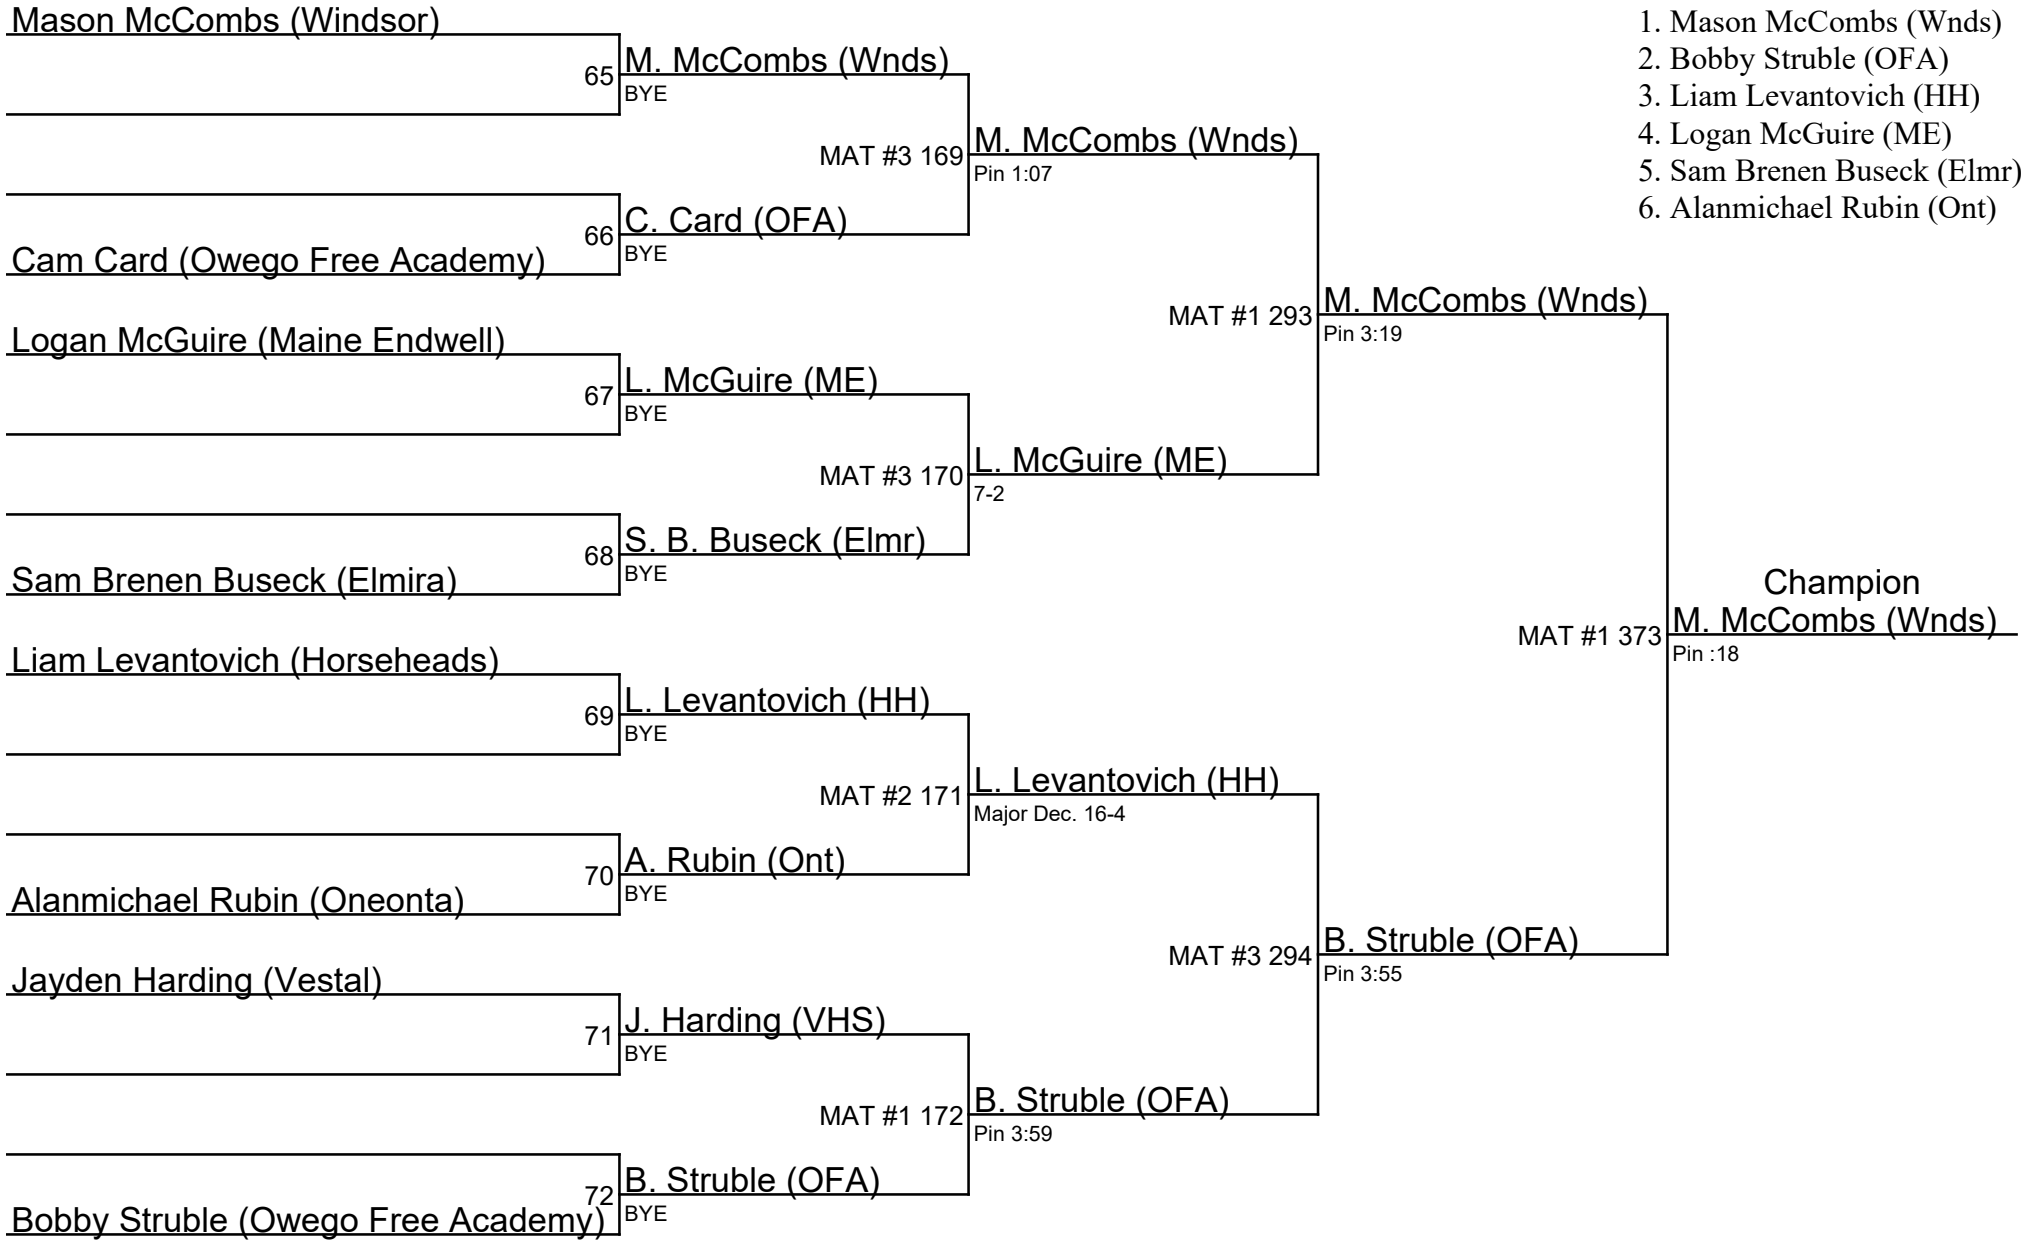 Mason McCombs (Windsor)
65
M. McCombs (Wnds)
BYE
MAT #3 169
M. McCombs (Wnds)
Pin 1:07
66
C. Card (OFA)
BYE
Cam Card (Owego Free Academy)
MAT #1 293
M. McCombs (Wnds)
Pin 3:19
Logan McGuire (Maine Endwell)
67
L. McGuire (ME)
BYE
MAT #3 170
L. McGuire (ME)
7-2
68
S. B. Buseck (Elmr)
BYE
Sam Brenen Buseck (Elmira)
Champion
MAT #1 373
M. McCombs (Wnds)
Pin :18
Liam Levantovich (Horseheads)
69
L. Levantovich (HH)
BYE
MAT #2 171
L. Levantovich (HH)
Major Dec. 16-4
70
A. Rubin (Ont)
BYE
Alanmichael Rubin (Oneonta)
MAT #3 294
B. Struble (OFA)
Pin 3:55
Jayden Harding (Vestal)
71
J. Harding (VHS)
BYE
MAT #1 172
B. Struble (OFA)
Pin 3:59
72
B. Struble (OFA)
BYE
Bobby Struble (Owego Free Academy)
1. Mason McCombs (Wnds)
2. Bobby Struble (OFA)
3. Liam Levantovich (HH)
4. Logan McGuire (ME)
5. Sam Brenen Buseck (Elmr)
6. Alanmichael Rubin (Ont)